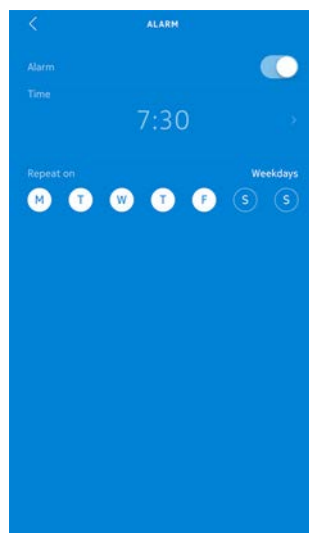 ALARM
Alarm
Time
7:30
Repeat on Weekdays
M T W T F S S